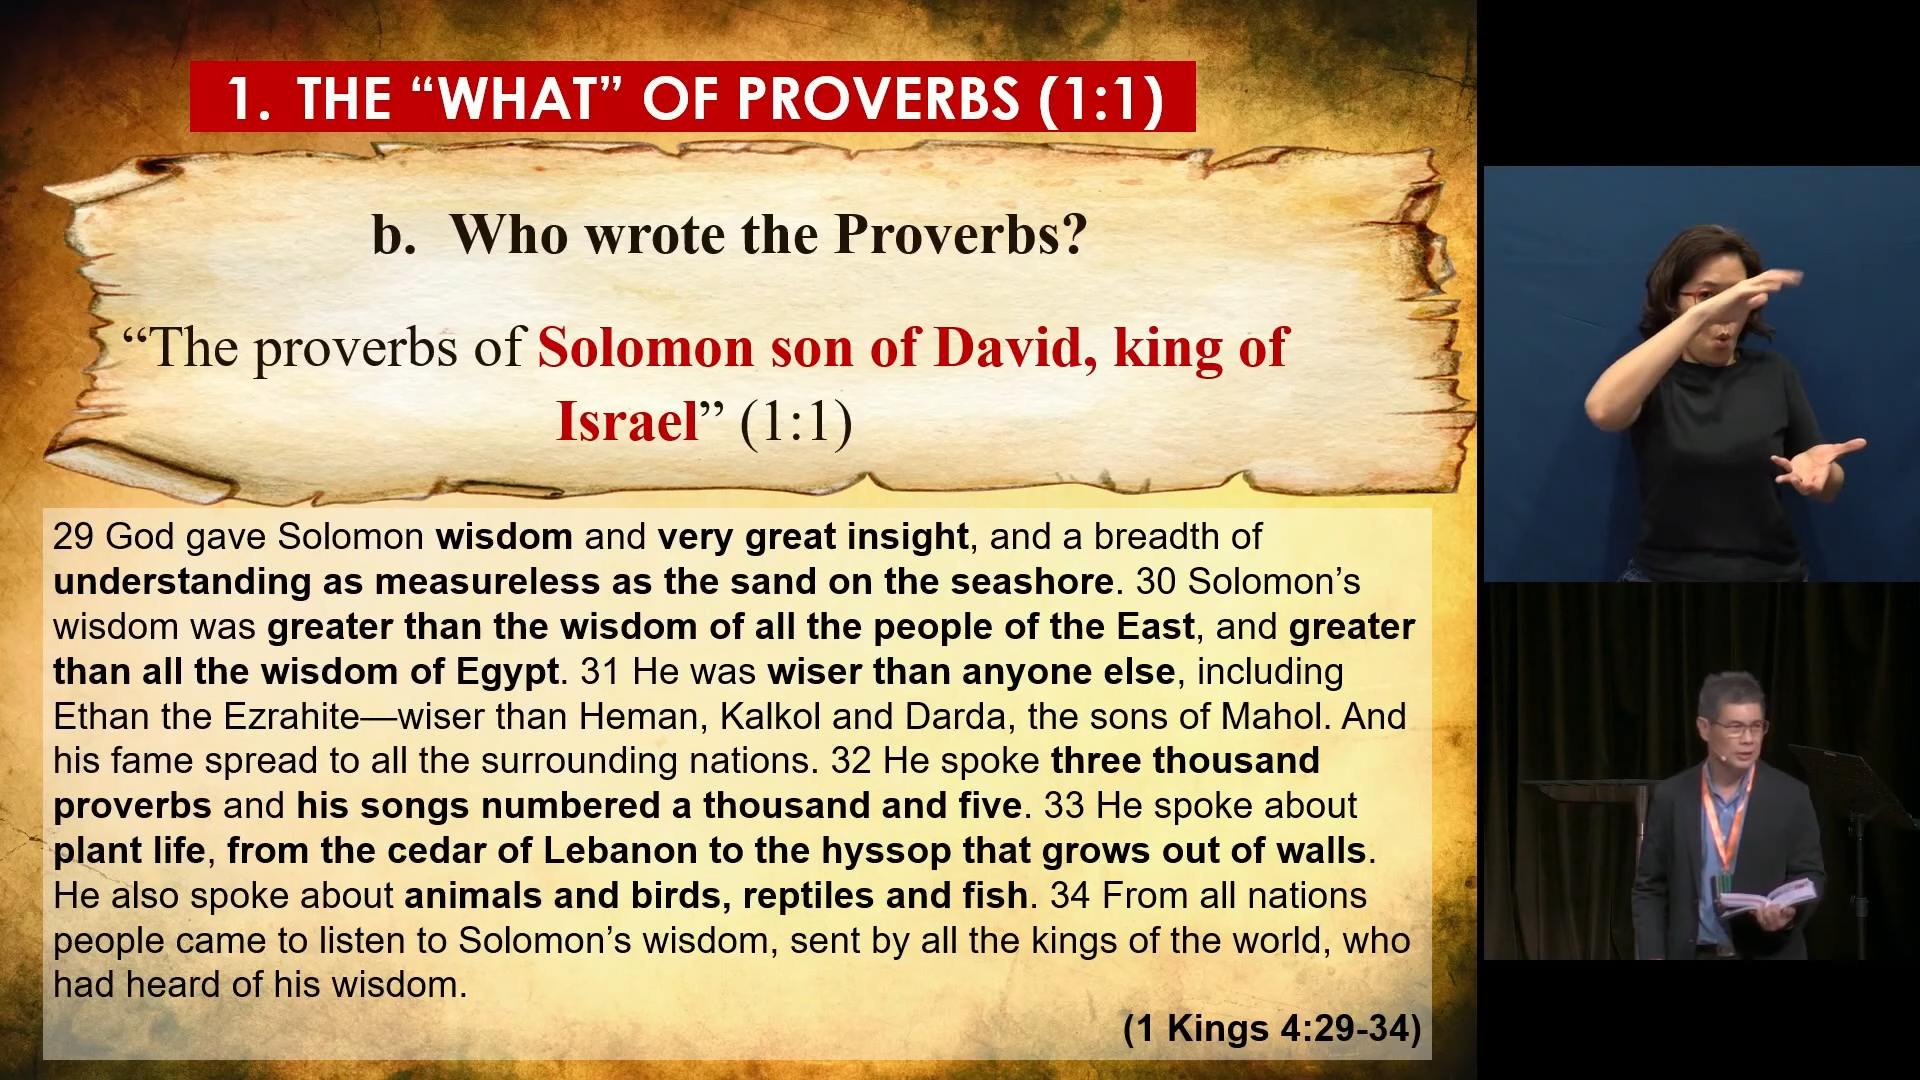 1. THE “WHAT” OF PROVERBS (1:1)
b. Who wrote the Proverbs?
“The proverbs of Solomon son of David, king of
Israel” (1:1)
29 God gave Solomon wisdom and very great insight, and a breadth of
understanding as measureless as the sand on the seashore. 30 Solomon’s
wisdom was greater than the wisdom of all the people of the East, and greater
than all the wisdom of Egypt. 31 He was wiser than anyone else, including
Ethan the Ezrahite—wiser than Heman, Kalkol and Darda, the sons of Mahol. And
his fame spread to all the surrounding nations. 32 He spoke three thousand
proverbs and his songs numbered a thousand and five. 33 He spoke about
plant life, from the cedar of Lebanon to the hyssop that grows out of walls.
He also spoke about animals and birds, reptiles and fish. 34 From all nations
people came to listen to Solomon’s wisdom, sent by all the kings of the world, who
had heard of his wisdom.
(1 Kings 4:29-34)